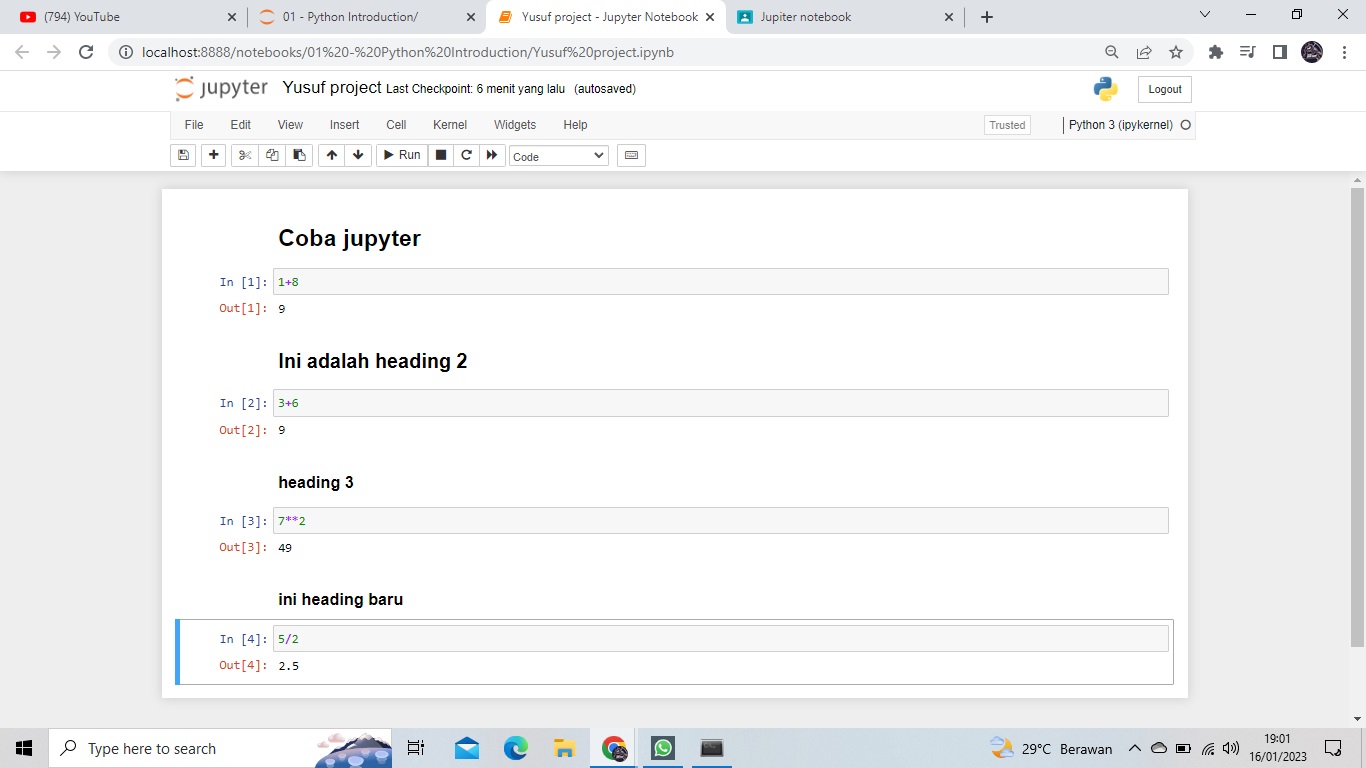 (794) YouTube
01 - Python Introduction/
Yusuf project - Jupyter Notebook
Jupiter notebook
localhost:8888/notebooks/01%20-%20Python%20Introduction/Yusuf%20project.ipynb
jupyter Yusuf project Last Checkpoint: 6 menit yang lalu (autosaved)
Logout
File Edit View Insert Cell Kernel Widgets Help
Trusted
Python 3 (ipykernel)
Run
Code
Coba jupyter
In [1]: 1+8
Out[1]: 9
Ini adalah heading 2
In [2]: 3+6
Out[2]: 9
heading 3
In [3]: 7**2
Out[3]: 49
ini heading baru
In [4]: 5/2
Out[4]: 2.5
Type here to search
29°C Berawan
19:01
16/01/2023